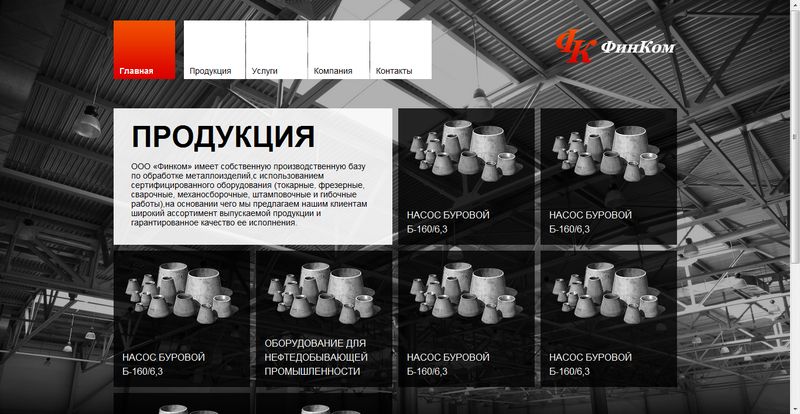 Главная
Продукция
Услуги
Компания
Контакты
ФК ФинКом
ПРОДУКЦИЯ
ООО «Финком» имеет собственную производственную базу
по обработке металлоизделий,с использованием
сертифицированного оборудования (токарные, фрезерные,
сварочные, механосборочные, штамповочные и гибочные
работы),на основании чего мы предлагаем нашим клиентам
широкий ассортимент выпускаемой продукции и
гарантированное качество ее исполнения.
НАСОС БУРОВОЙ
Б-160/6,3
НАСОС БУРОВОЙ
Б-160/6,3
НАСОС БУРОВОЙ
Б-160/6,3
ОБОРУДОВАНИЕ ДЛЯ
НЕФТЕДОБЫВАЮЩЕЙ
ПРОМЫШЛЕННОСТИ
НАСОС БУРОВОЙ
Б-160/6,3
НАСОС БУРОВОЙ
Б-160/6,3